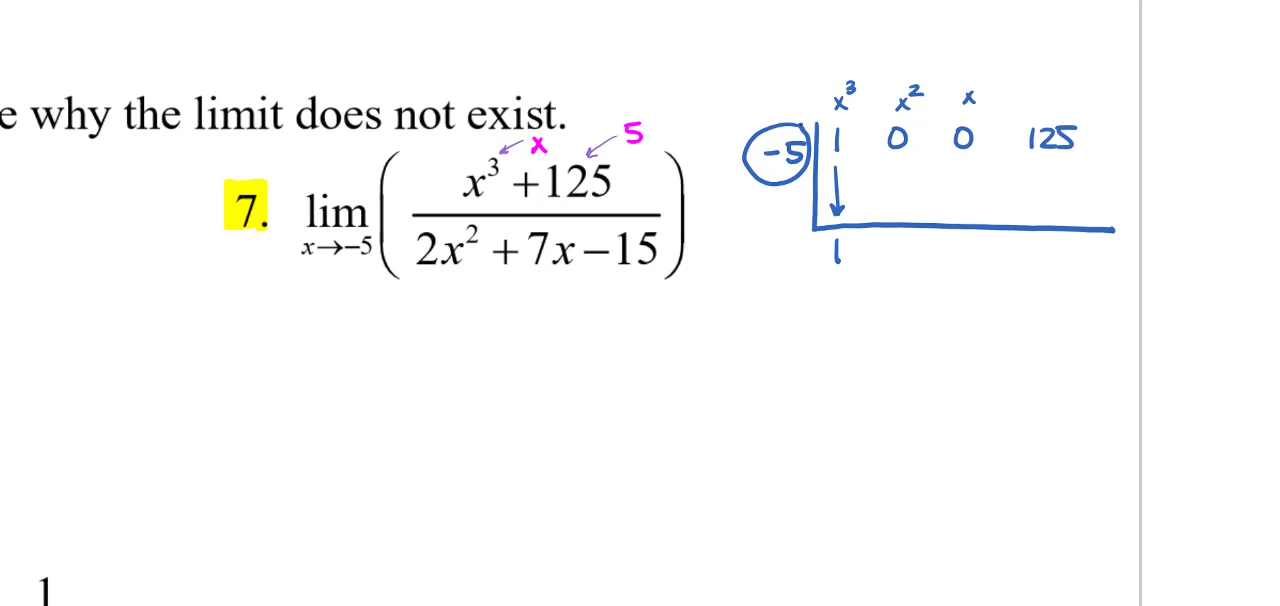 x³ x² x
e why the limit does not exist.
x 5
-5 1 0 0 125
7. lim x→−5 ( x³ + 125 / 2x² + 7x − 15 )
1
1